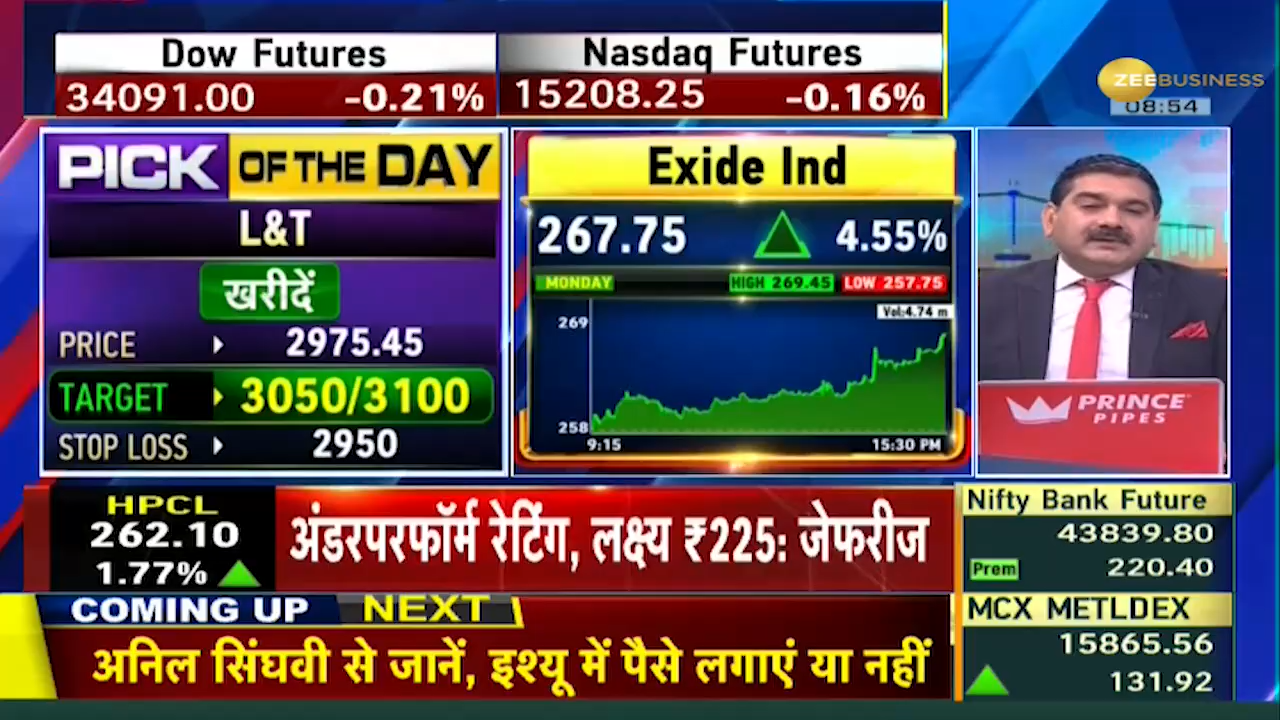 Dow Futures
34091.00 -0.21%
Nasdaq Futures
15208.25 -0.16%
ZEEBUSINESS
08:54
PICK OF THE DAY
L&T
खरीदें
PRICE 2975.45
TARGET 3050/3100
STOP LOSS 2950
Exide Ind
267.75 4.55%
MONDAY HIGH 269.45 LOW 257.75
Vol:4.74 m
269
258
9:15 15:30 PM
PRINCE
PIPES
HPCL
262.10
1.77%
अंडरपरफॉर्म रेटिंग, लक्ष्य ₹225: जेफरीज
Nifty Bank Future
43839.80
Prem 220.40
COMING UP NEXT
अनिल सिंघवी से जानें, इश्यू में पैसे लगाएं या नहीं
MCX METLDEX
15865.56
131.92